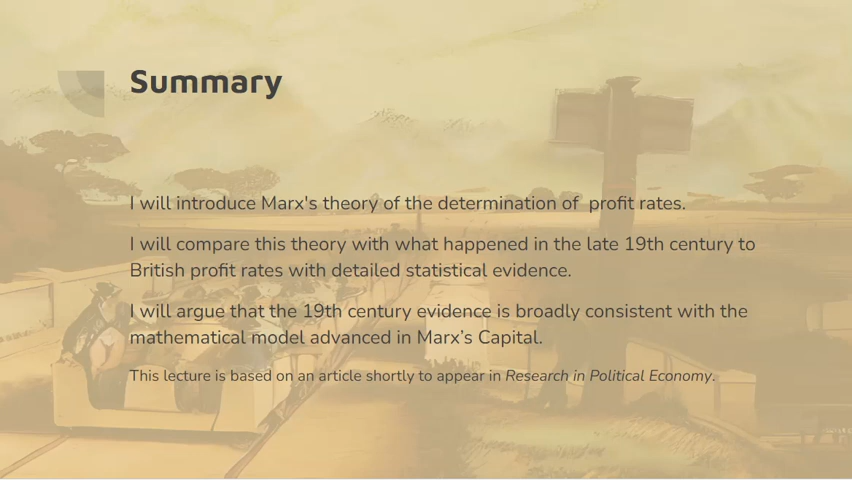 Summary
I will introduce Marx's theory of the determination of  profit rates.
I will compare this theory with what happened in the late 19th century to
British profit rates with detailed statistical evidence.
I will argue that the 19th century evidence is broadly consistent with the
mathematical model advanced in Marx’s Capital.
This lecture is based on an article shortly to appear in Research in Political Economy.